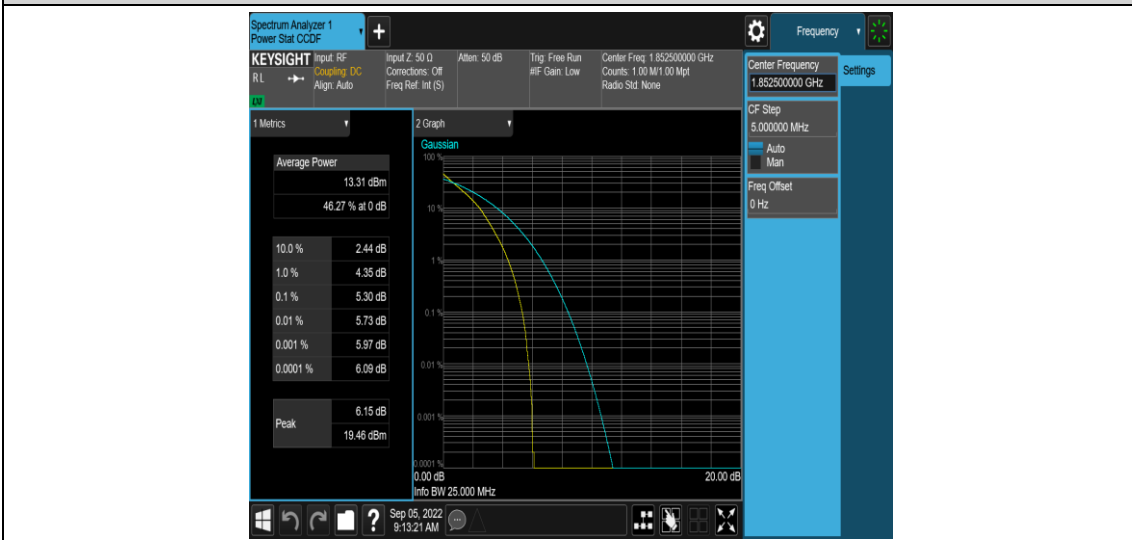 Spectrum Analyzer 1
Power Stat CCDF
+
Frequency
KEYSIGHT
RL
LXI
Input: RF
Coupling: DC
Align: Auto
Input Z: 50 Ω
Corrections: Off
Freq Ref: Int (S)
Atten: 50 dB
Trig: Free Run
#IF Gain: Low
Center Freq: 1.852500000 GHz
Counts: 1.00 M/1.00 Mpt
Radio Std: None
Center Frequency
1.852500000 GHz
Settings
CF Step
5.000000 MHz
Auto
Man
Freq Offset
0 Hz
1 Metrics
Average Power
13.31 dBm
46.27 % at 0 dB
10.0 % 2.44 dB
1.0 % 4.35 dB
0.1 % 5.30 dB
0.01 % 5.73 dB
0.001 % 5.97 dB
0.0001 % 6.09 dB
Peak
6.15 dB
19.46 dBm
2 Graph
Gaussian
100 %
10 %
1 %
0.1 %
0.01 %
0.001 %
0.0001 %
0.00 dB 20.00 dB
Info BW 25.000 MHz
?
Sep 05, 2022
9:13:21 AM